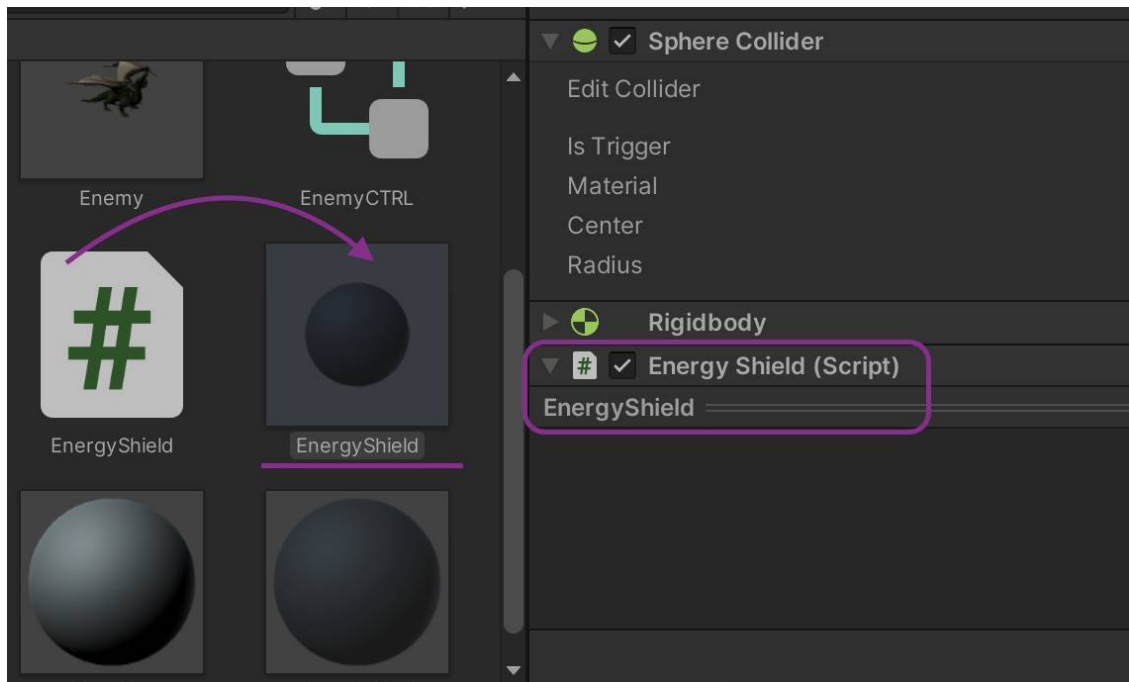 Enemy
EnemyCTRL
#
EnergyShield
EnergyShield
Sphere Collider
Edit Collider
Is Trigger
Material
Center
Radius
Rigidbody
# Energy Shield (Script)
EnergyShield